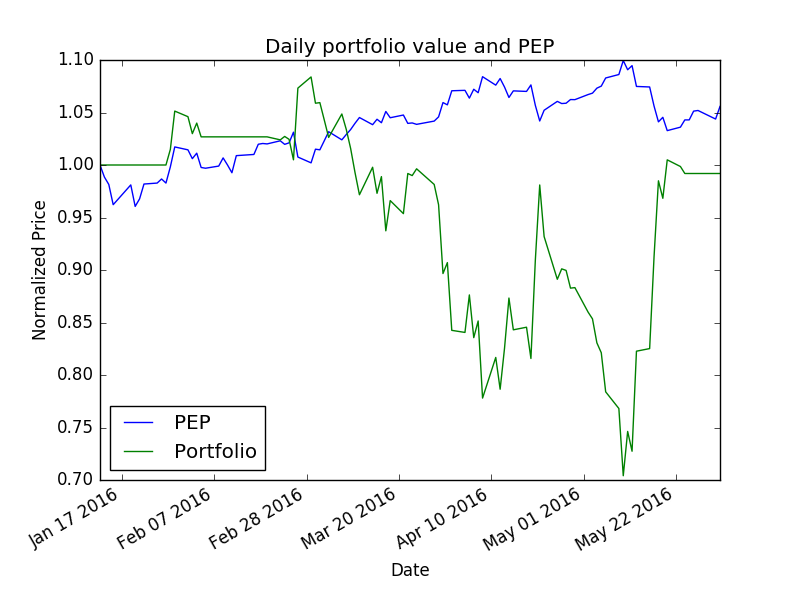 Daily portfolio value and PEP
1.10
1.05
1.00
0.95
0.90
0.85
0.80
0.75
0.70
Normalized Price
PEP
Portfolio
Jan 17 2016
Feb 07 2016
Feb 28 2016
Mar 20 2016
Apr 10 2016
May 01 2016
May 22 2016
Date